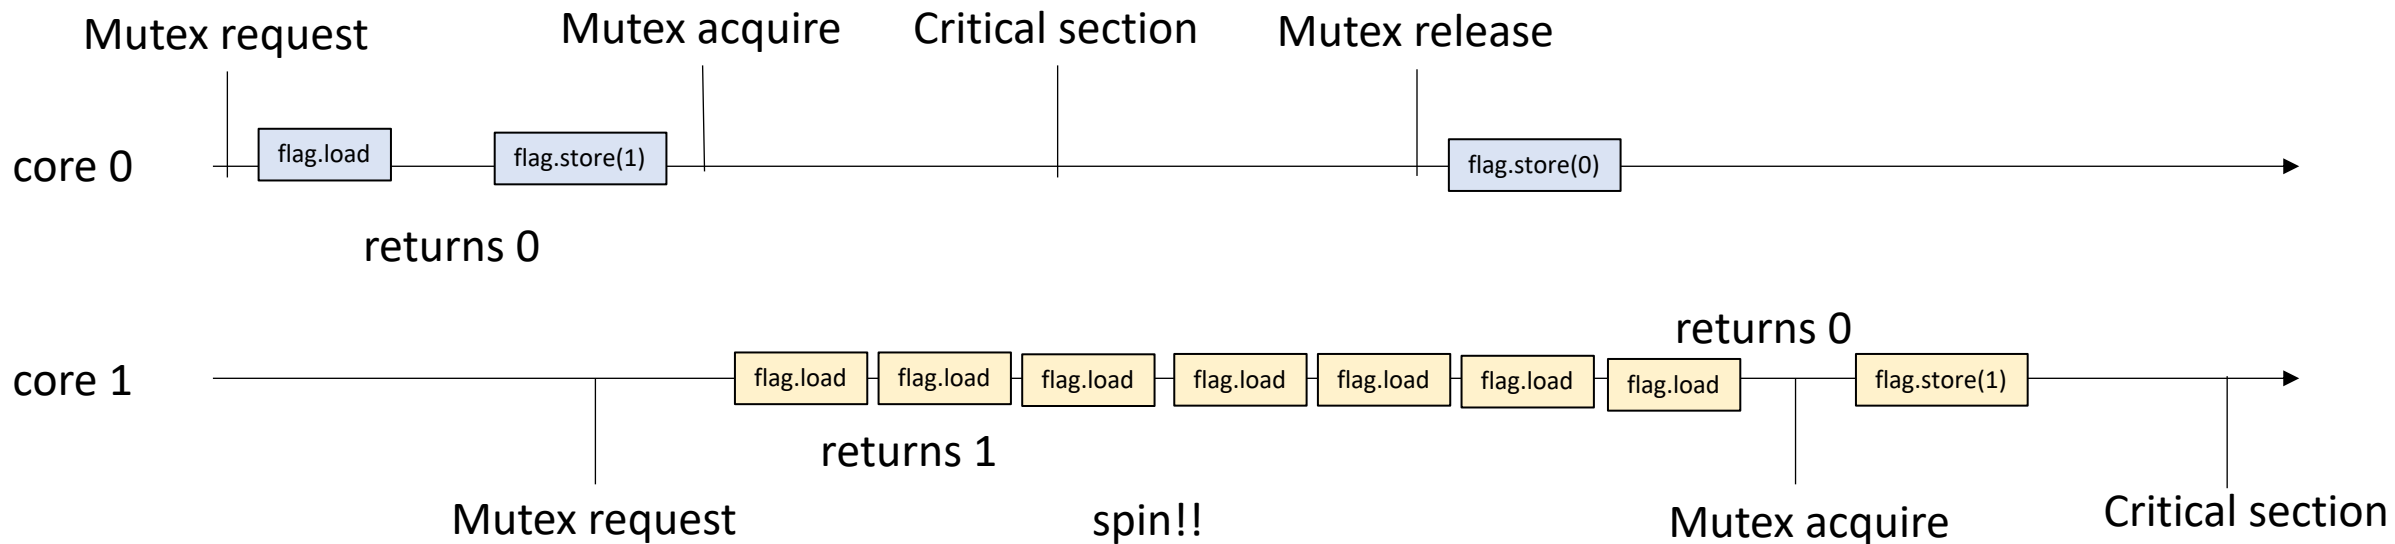 Mutex request
Mutex acquire
Critical section
Mutex release
core 0
flag.load
flag.store(1)
flag.store(0)
returns 0
returns 0
core 1
flag.load
flag.load
flag.load
flag.load
flag.load
flag.load
flag.load
flag.store(1)
returns 1
Mutex request
spin!!
Mutex acquire
Critical section